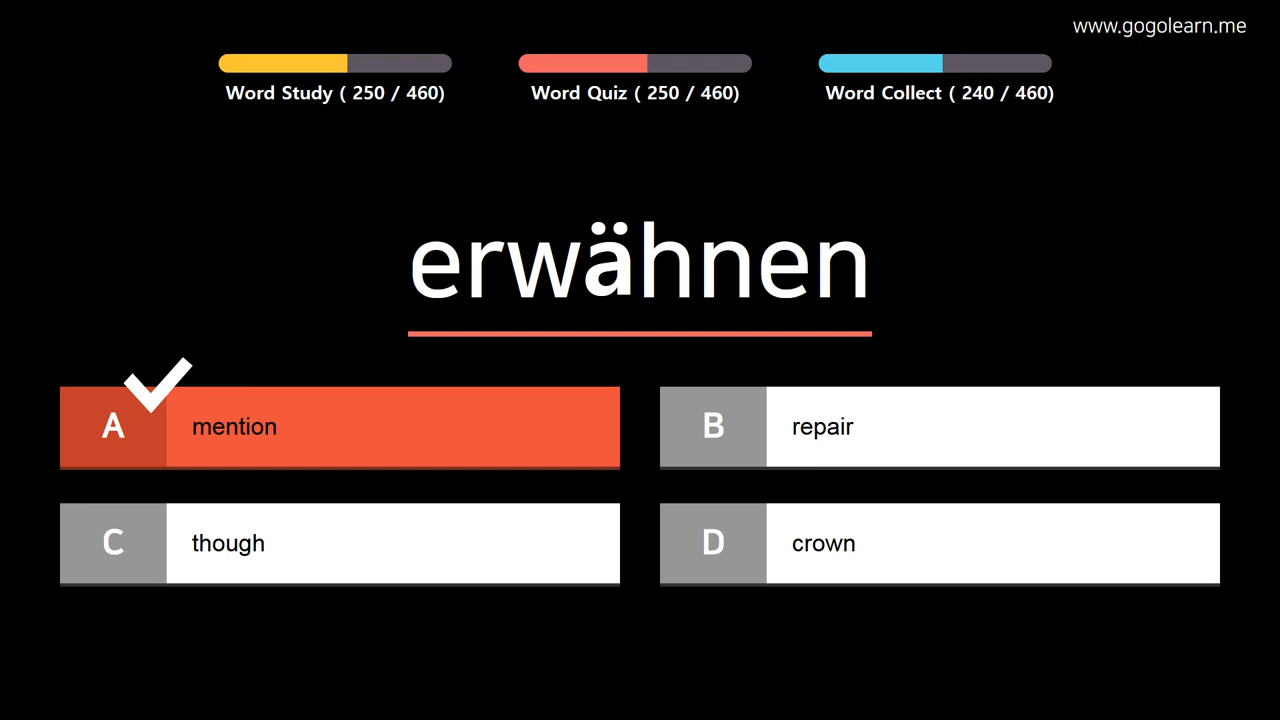 www.gogolearn.me
Word Study ( 250 / 460)
Word Quiz ( 250 / 460)
Word Collect ( 240 / 460)
erwähnen
A mention
B repair
C though
D crown